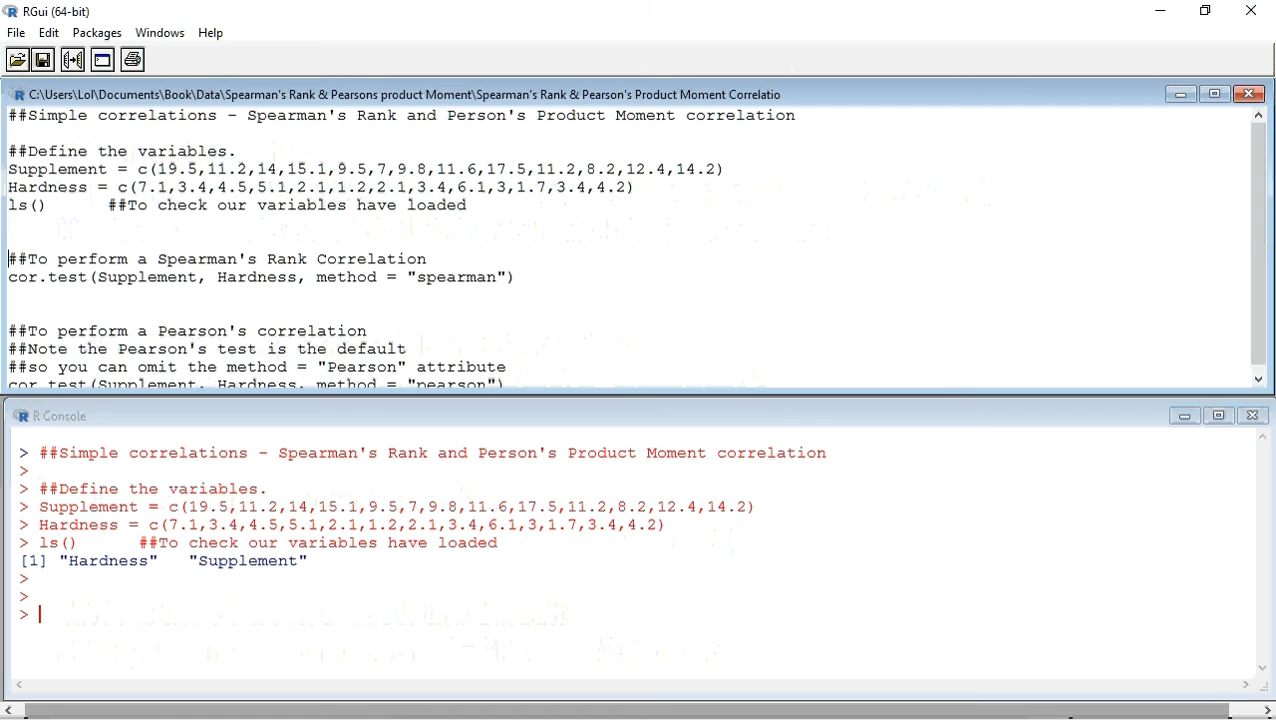 RGui (64-bit)
File Edit Packages Windows Help
C:\Users\Lol\Documents\Book\Data\Spearman's Rank & Pearsons product Moment\Spearman's Rank & Pearson's Product Moment Correlatio
##Simple correlations - Spearman's Rank and Person's Product Moment correlation
##Define the variables.
Supplement = c(19.5,11.2,14,15.1,9.5,7,9.8,11.6,17.5,11.2,8.2,12.4,14.2)
Hardness = c(7.1,3.4,4.5,5.1,2.1,1.2,2.1,3.4,6.1,3,1.7,3.4,4.2)
ls() ##To check our variables have loaded
##To perform a Spearman's Rank Correlation
cor.test(Supplement, Hardness, method = "spearman")
##To perform a Pearson's correlation
##Note the Pearson's test is the default
##so you can omit the method = "Pearson" attribute
cor.test(Supplement, Hardness, method = "pearson")
R Console
> ##Simple correlations - Spearman's Rank and Person's Product Moment correlation
>
> ##Define the variables.
> Supplement = c(19.5,11.2,14,15.1,9.5,7,9.8,11.6,17.5,11.2,8.2,12.4,14.2)
> Hardness = c(7.1,3.4,4.5,5.1,2.1,1.2,2.1,3.4,6.1,3,1.7,3.4,4.2)
> ls() ##To check our variables have loaded
[1] "Hardness" "Supplement"
>
>
>